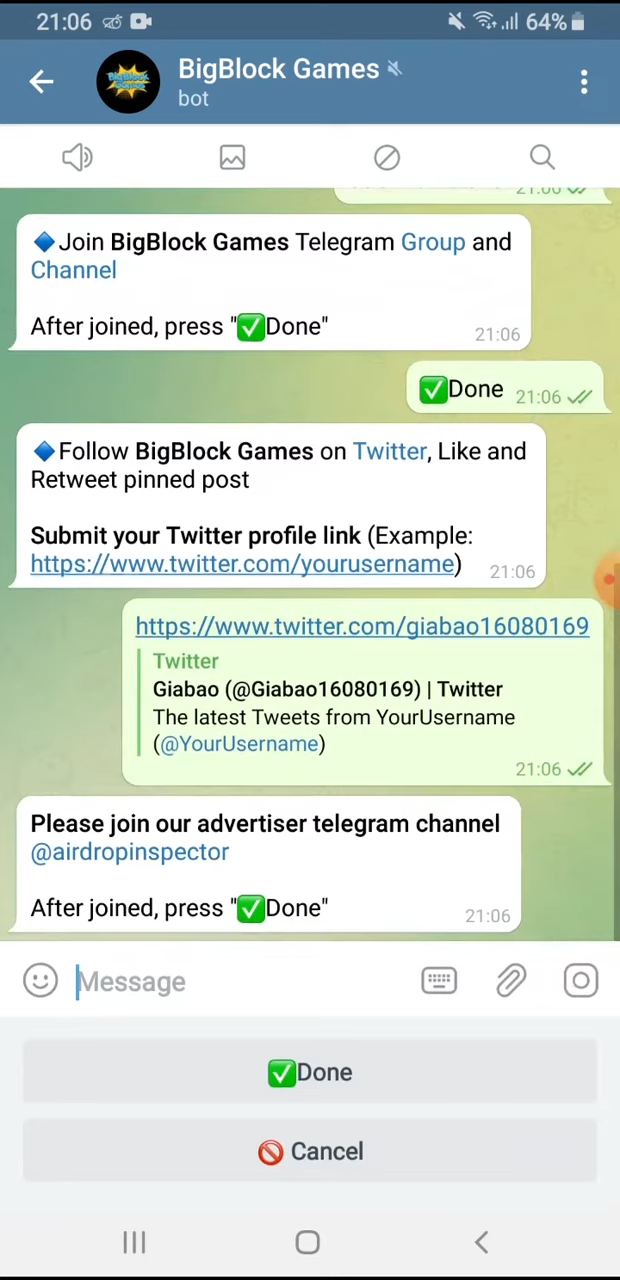 21:06 64%
BigBlock Games
bot
21:06
🔷Join BigBlock Games Telegram Group and
Channel
After joined, press "✅Done"
21:06
✅Done 21:06
🔷Follow BigBlock Games on Twitter, Like and
Retweet pinned post
Submit your Twitter profile link (Example:
https://www.twitter.com/yourusername)
21:06
https://www.twitter.com/giabao16080169
Twitter
Giabao (@Giabao16080169) | Twitter
The latest Tweets from YourUsername
(@YourUsername)
21:06
Please join our advertiser telegram channel
@airdropinspector
After joined, press "✅Done"
21:06
Message
✅Done
🚫 Cancel